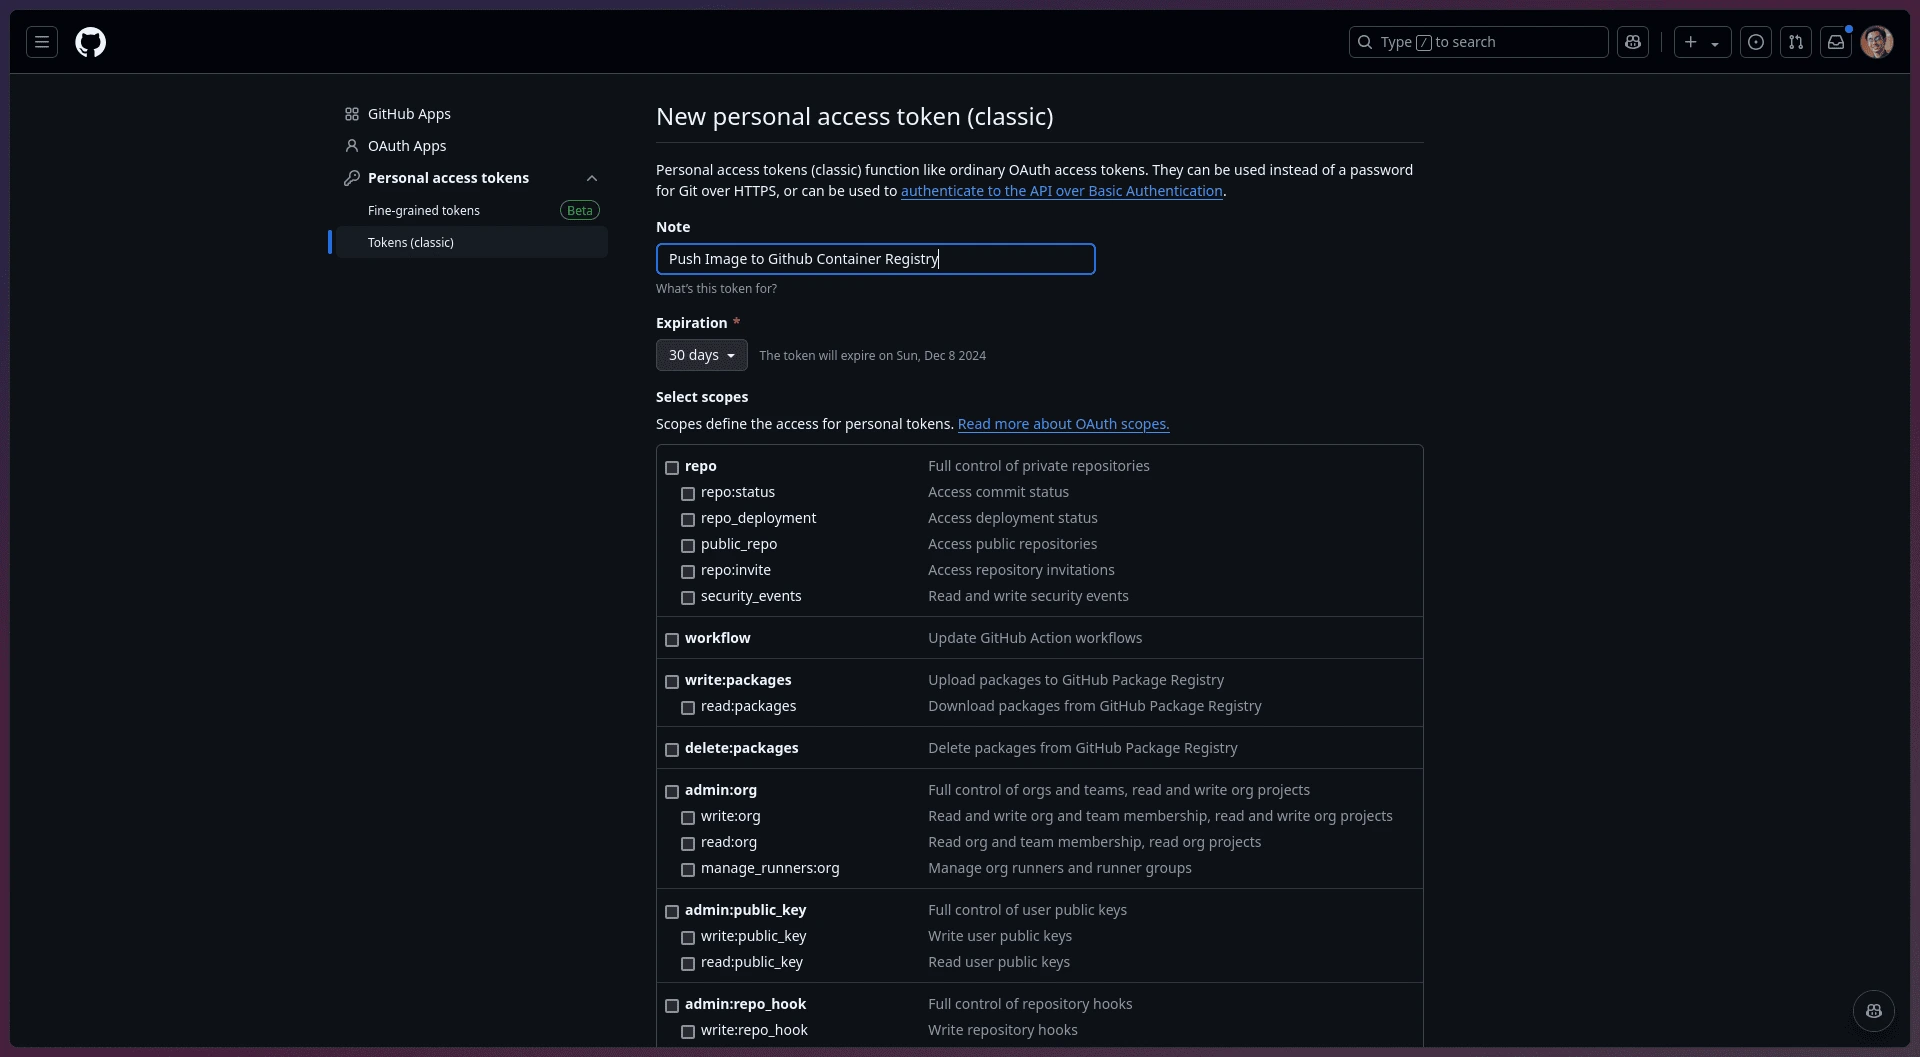 Type / to search
GitHub Apps
OAuth Apps
Personal access tokens
Fine-grained tokens Beta
Tokens (classic)
New personal access token (classic)
Personal access tokens (classic) function like ordinary OAuth access tokens. They can be used instead of a password
for Git over HTTPS, or can be used to authenticate to the API over Basic Authentication.
Note
Push Image to Github Container Registry
What's this token for?
Expiration *
30 days The token will expire on Sun, Dec 8 2024
Select scopes
Scopes define the access for personal tokens. Read more about OAuth scopes.
repo Full control of private repositories
repo:status Access commit status
repo_deployment Access deployment status
public_repo Access public repositories
repo:invite Access repository invitations
security_events Read and write security events
workflow Update GitHub Action workflows
write:packages Upload packages to GitHub Package Registry
read:packages Download packages from GitHub Package Registry
delete:packages Delete packages from GitHub Package Registry
admin:org Full control of orgs and teams, read and write org projects
write:org Read and write org and team membership, read and write org projects
read:org Read org and team membership, read org projects
manage_runners:org Manage org runners and runner groups
admin:public_key Full control of user public keys
write:public_key Write user public keys
read:public_key Read user public keys
admin:repo_hook Full control of repository hooks
write:repo_hook Write repository hooks